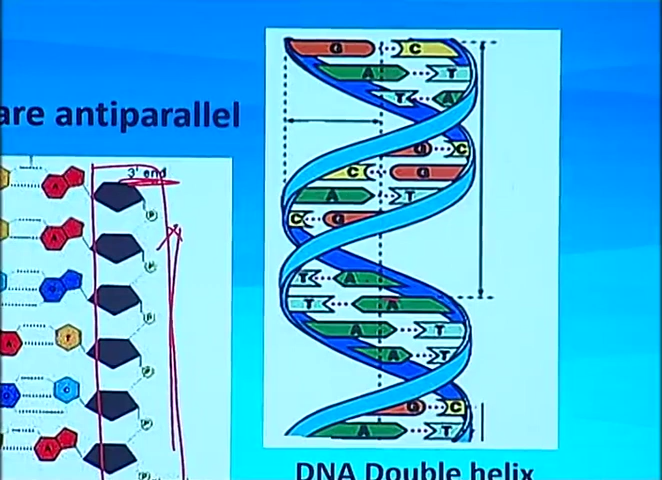 are antiparallel
3' end
A
P
A
P
P
A T
P
P
A
G C
A T
T A
G C
C G
A T
C G
T A
T A
A T
A T
G C
A T
DNA Double helix